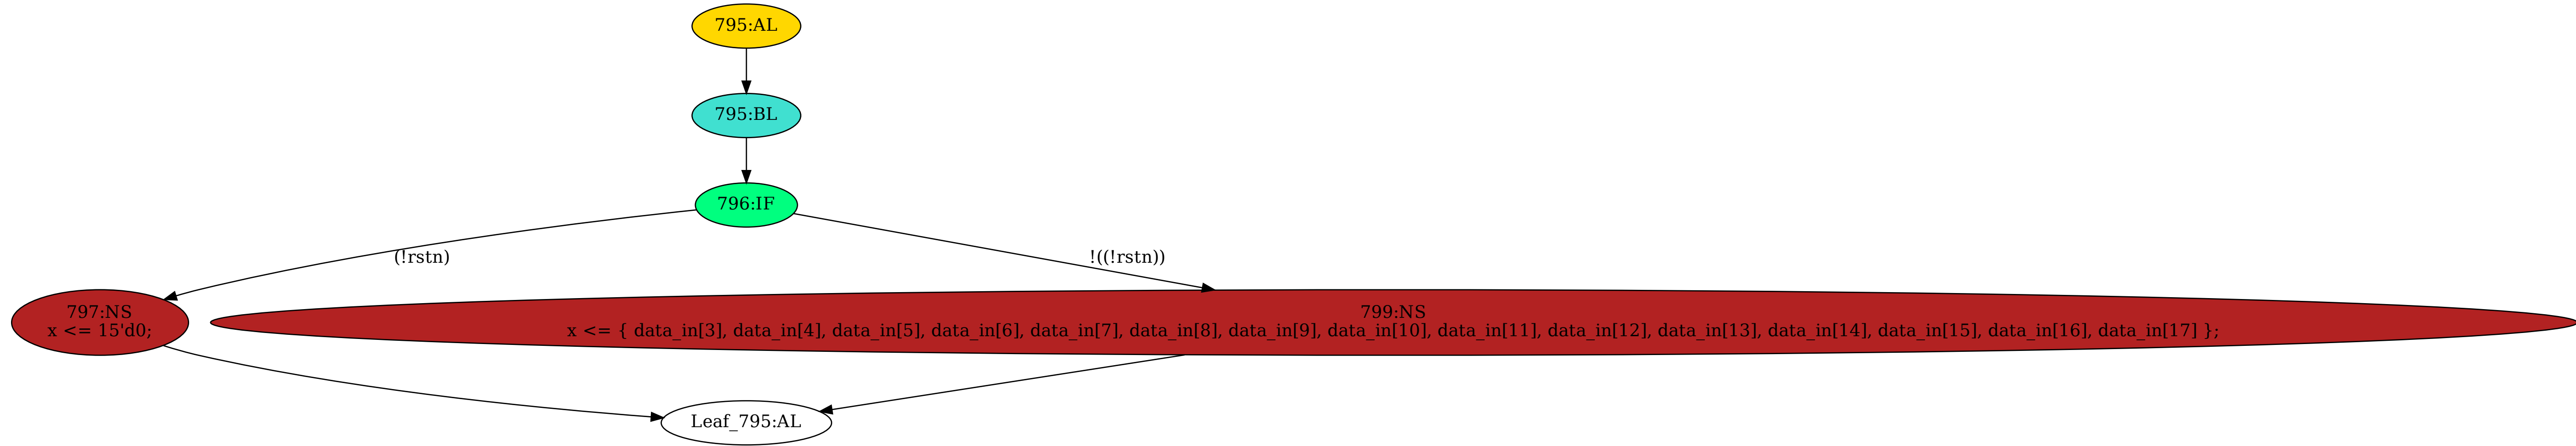 795:AL
795:BL
796:IF
(!rstn)
!((!rstn))
797:NS
x <= 15'd0;
799:NS
x <= { data_in[3], data_in[4], data_in[5], data_in[6], data_in[7], data_in[8], data_in[9], data_in[10], data_in[11], data_in[12], data_in[13], data_in[14], data_in[15], data_in[16], data_in[17] };
Leaf_795:AL